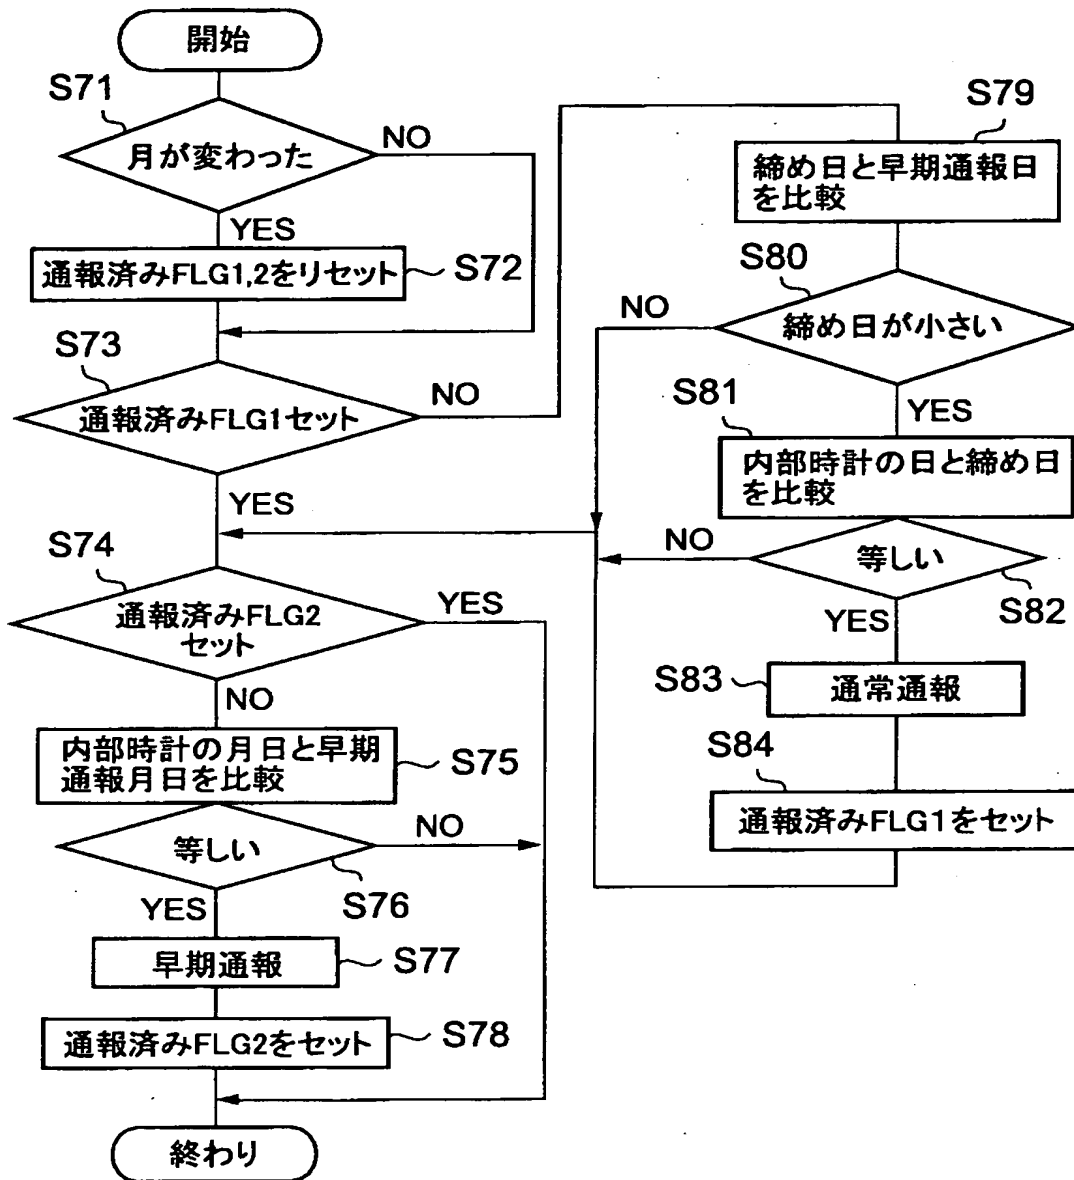 開始
S71
月が変わった
NO
YES
通報済みFLG1,2をリセット
S72
S73
通報済みFLG1セット
NO
YES
S74
通報済みFLG2
セット
YES
NO
内部時計の月日と早期
通報月日を比較
S75
等しい
NO
S76
YES
早期通報
S77
通報済みFLG2をセット
S78
終わり
S79
締め日と早期通報日
を比較
S80
NO
締め日が小さい
YES
S81
内部時計の日と締め日
を比較
NO
等しい
S82
YES
S83
通常通報
S84
通報済みFLG1をセット